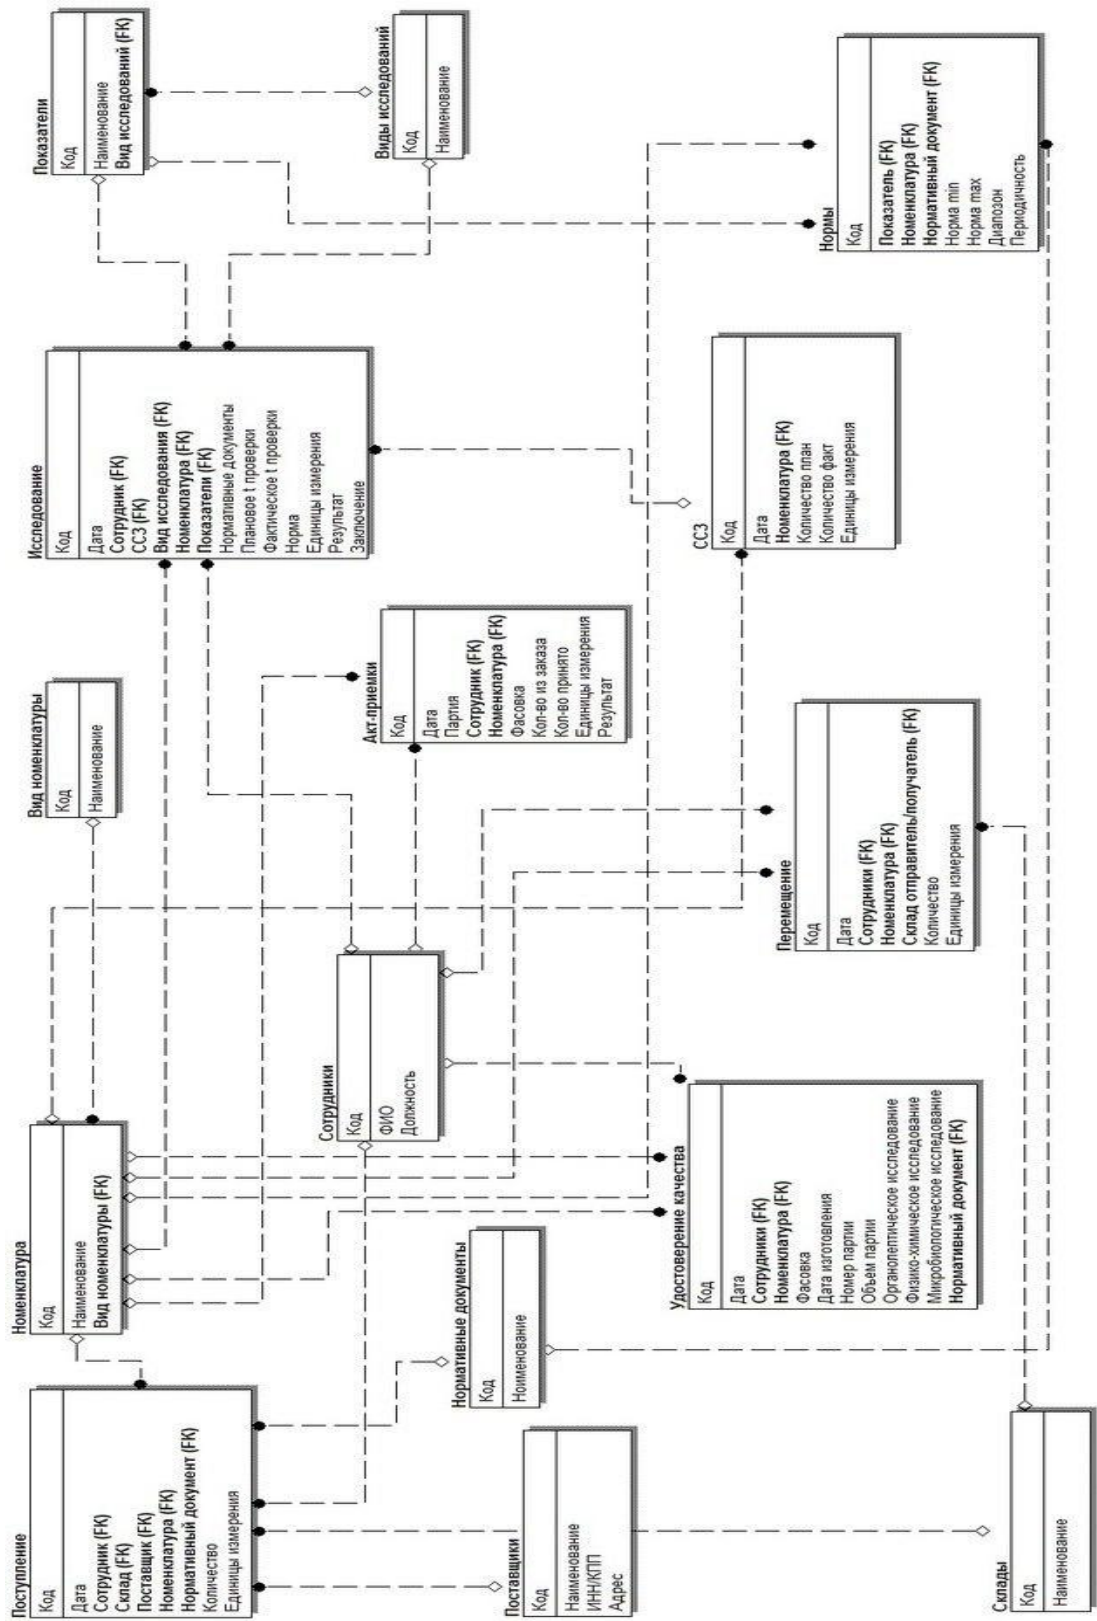 Поступление
Код
Дата
Сотрудник (FK)
Склад (FK)
Поставщик (FK)
Номенклатура (FK)
Нормативный документ (FK)
Количество
Единицы измерения
Номенклатура
Код
Наименование
Вид номенклатуры (FK)
Вид номенклатуры
Код
Наименование
Исследование
Код
Дата
Сотрудник (FK)
ССЗ (FK)
Вид исследования (FK)
Номенклатура (FK)
Показатели (FK)
Нормативные документы
Плановое t проверки
Фактическое t проверки
Норма
Единицы измерения
Результат
Заключение
Показатели
Код
Наименование
Вид исследований (FK)
Виды исследований
Код
Наименование
Сотрудники
Код
ФИО
Должность
Акт-приемки
Код
Дата
Партия
Сотрудник (FK)
Номенклатура (FK)
Фасовка
Кол-во из заказа
Кол-во принято
Единицы измерения
Результат
Нормативные документы
Код
Ноименование
Поставщики
Код
Наименование
ИНН/КПП
Адрес
Удостоверение качества
Код
Дата
Сотрудники (FK)
Номенклатура (FK)
Фасовка
Дата изготовления
Номер партии
Объем партии
Органолептическое исследование
Физико-химическое исследование
Микробиологическое исследование
Нормативный документ (FK)
Перемещение
Код
Дата
Сотрудники (FK)
Номенклатура (FK)
Склад отправитель/получатель (FK)
Количество
Единицы измерения
ССЗ
Код
Дата
Номенклатура (FK)
Количество план
Количество факт
Единицы измерения
Нормы
Код
Показатель (FK)
Номенклатура (FK)
Нормативный документ (FK)
Норма min
Норма max
Диапозон
Периодичность
Склады
Код
Наименование